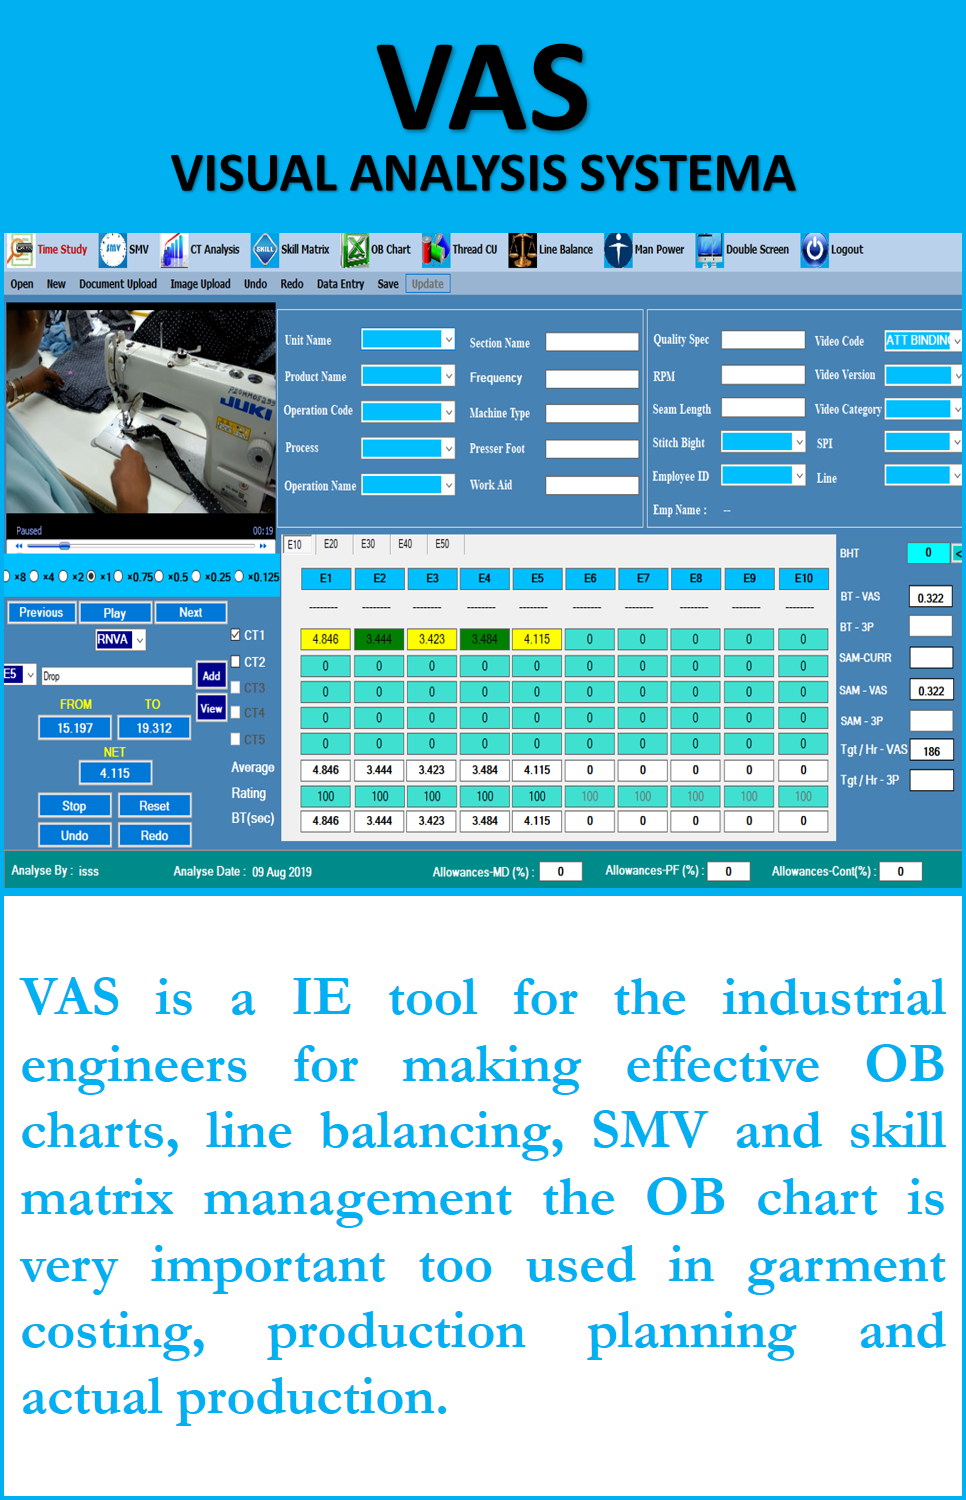 VAS
VISUAL ANALYSIS SYSTEMA
Time Study SMV SMV CT Analysis SKILL Skill Matrix OB Chart Thread CU Line Balance Man Power Double Screen Logout
Open New Document Upload Image Upload Undo Redo Data Entry Save Update
JUKI
Paused 00:19
Unit Name Section Name
Product Name Frequency
Operation Code Machine Type
Process Presser Foot
Operation Name Work Aid
Quality Spec Video Code ATT BINDING
RPM Video Version
Seam Length Video Category
Stitch Bight SPI
Employee ID Line
Emp Name : --
×8 ×4 ×2 ×1 ×0.75 ×0.5 ×0.25 ×0.125
Previous Play Next
RNVA
E5 Drop Add
View
FROM TO
15.197 19.312
NET
4.115
Stop Reset
Undo Redo
CT1
CT2
CT3
CT4
CT5
Average
Rating
BT(sec)
E10 E20 E30 E40 E50
E1 E2 E3 E4 E5 E6 E7 E8 E9 E10
-------- -------- -------- -------- -------- -------- -------- -------- -------- --------
4.846 3.444 3.423 3.484 4.115 0 0 0 0 0
0 0 0 0 0 0 0 0 0 0
0 0 0 0 0 0 0 0 0 0
0 0 0 0 0 0 0 0 0 0
0 0 0 0 0 0 0 0 0 0
4.846 3.444 3.423 3.484 4.115 0 0 0 0 0
100 100 100 100 100 100 100 100 100 100
4.846 3.444 3.423 3.484 4.115 0 0 0 0 0
BHT 0 <
BT - VAS 0.322
BT - 3P
SAM-CURR
SAM - VAS 0.322
SAM - 3P
Tgt / Hr - VAS 186
Tgt / Hr - 3P
Analyse By : isss Analyse Date : 09 Aug 2019 Allowances-MD (%) : 0 Allowances-PF (%) : 0 Allowances-Cont(%) : 0
VAS is a IE tool for the industrial
engineers for making effective OB
charts, line balancing, SMV and skill
matrix management the OB chart is
very important too used in garment
costing, production planning and
actual production.